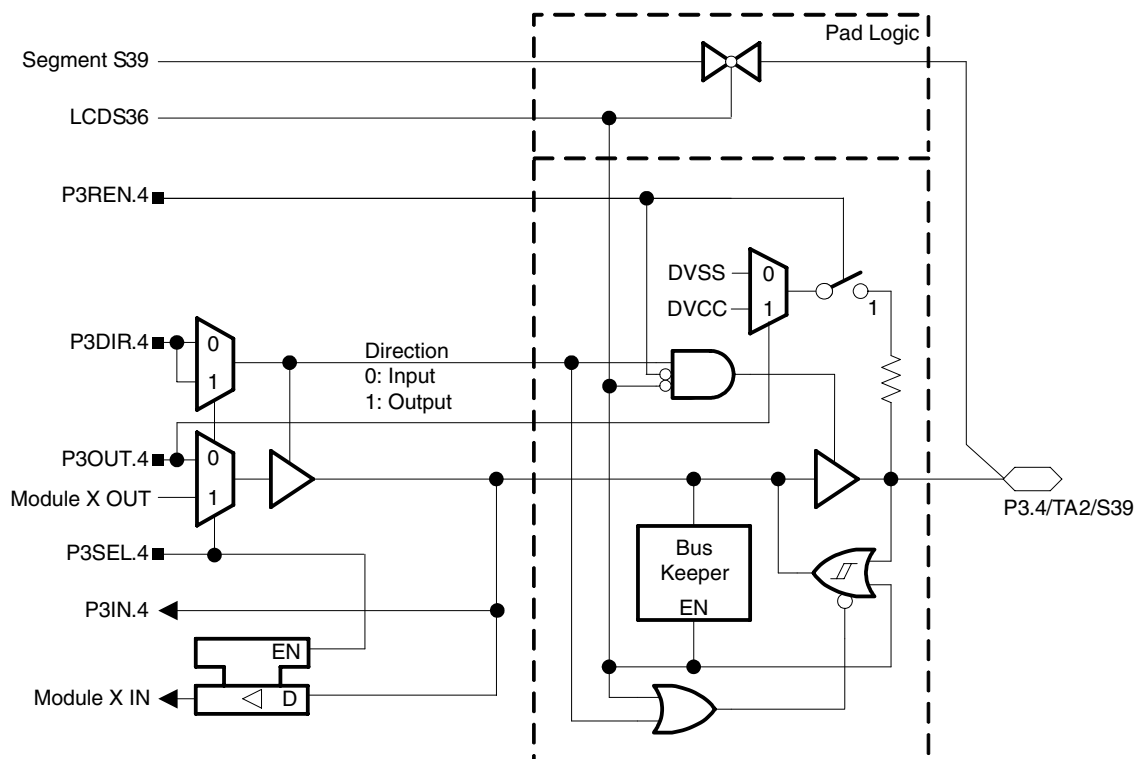 Pad Logic
Segment S39
LCDS36
P3REN.4
DVSS
0
DVCC
1
1
P3DIR.4
0
1
Direction
0: Input
1: Output
P3OUT.4
0
Module X OUT
1
P3.4/TA2/S39
P3SEL.4
Bus
Keeper
EN
P3IN.4
EN
Module X IN
D